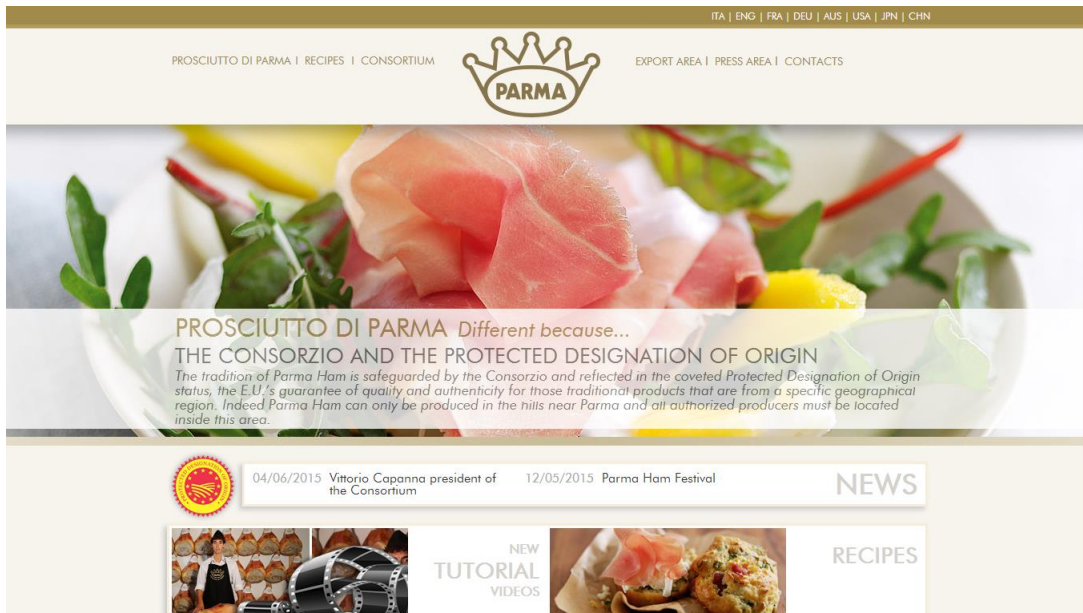 ITA | ENG | FRA | DEU | AUS | USA | JPN | CHN
PROSCIUTTO DI PARMA | RECIPES | CONSORTIUM
PARMA
EXPORT AREA | PRESS AREA | CONTACTS
PROSCIUTTO DI PARMA Different because...
THE CONSORZIO AND THE PROTECTED DESIGNATION OF ORIGIN
The tradition of Parma Ham is safeguarded by the Consorzio and reflected in the coveted Protected Designation of Origin
status, the E.U.'s guarantee of quality and authenticity for those traditional products that are from a specific geographical
region. Indeed Parma Ham can only be produced in the hills near Parma and all authorized producers must be located
inside this area.
PROTECTED DESIGNATION OF ORIGIN
04/06/2015 Vittorio Capanna president of
the Consortium
12/05/2015 Parma Ham Festival
NEWS
NEW
TUTORIAL
VIDEOS
RECIPES